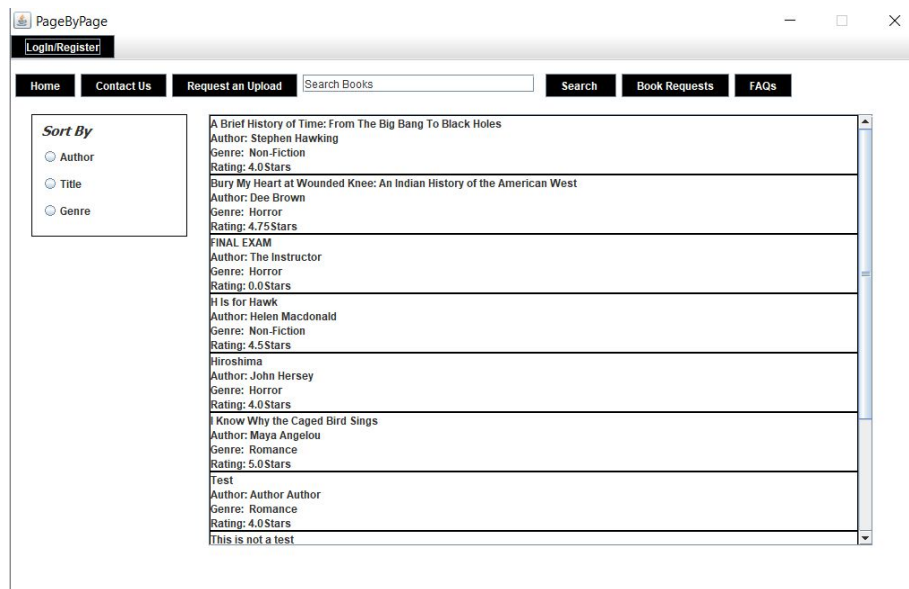 PageByPage
LogIn/Register
Home Contact Us Request an Upload Search Books Search Book Requests FAQs
Sort By
Author
Title
Genre
A Brief History of Time: From The Big Bang To Black Holes
Author: Stephen Hawking
Genre: Non-Fiction
Rating: 4.0Stars
Bury My Heart at Wounded Knee: An Indian History of the American West
Author: Dee Brown
Genre: Horror
Rating: 4.75Stars
FINAL EXAM
Author: The Instructor
Genre: Horror
Rating: 0.0Stars
H Is for Hawk
Author: Helen Macdonald
Genre: Non-Fiction
Rating: 4.5Stars
Hiroshima
Author: John Hersey
Genre: Horror
Rating: 4.0Stars
I Know Why the Caged Bird Sings
Author: Maya Angelou
Genre: Romance
Rating: 5.0Stars
Test
Author: Author Author
Genre: Romance
Rating: 4.0Stars
This is not a test